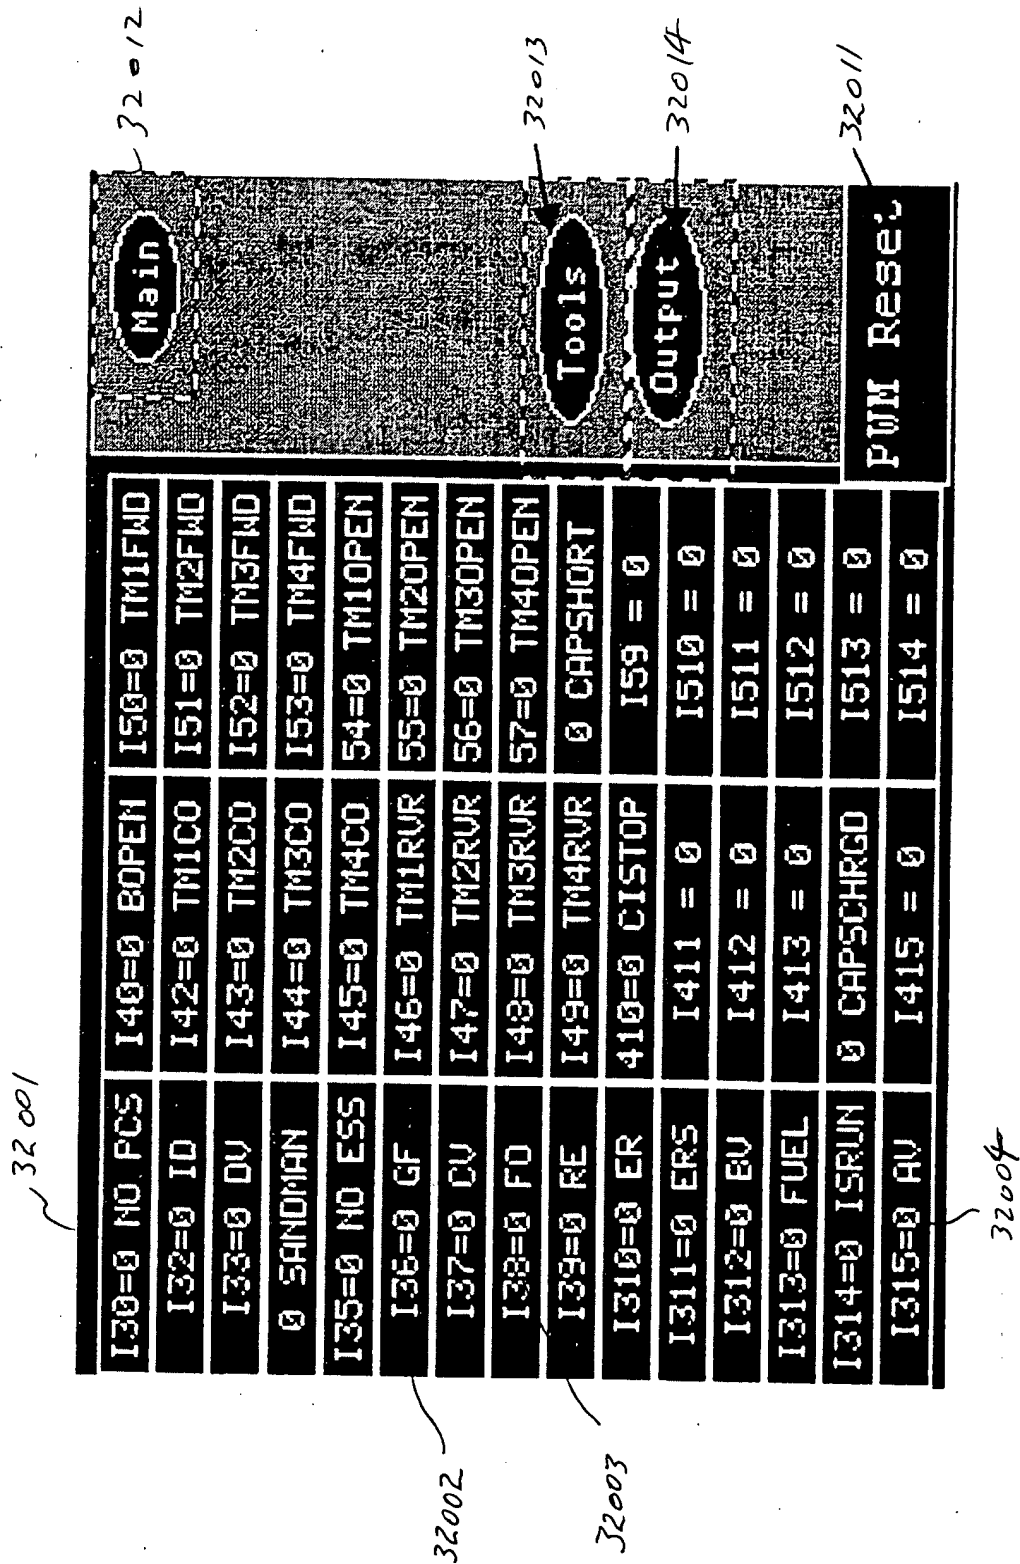 32001
32012
I30=0 NO PCS I40=0 BOPEN I50=0 TM1FWD
I32=0 ID I42=0 TM1CO I51=0 TM2FWD
I33=0 OV I43=0 TM2CO I52=0 TM3FWD
0 SANDMAN I44=0 TM3CO I53=0 TM4FWD
I35=0 NO ESS I45=0 TM4CO 54=0 TM1OPEN
I36=0 GF I46=0 TM1RVR 55=0 TM2OPEN
I37=0 CV I47=0 TM2RVR 56=0 TM3OPEN
I38=0 FO I48=0 TM3RVR 57=0 TM4OPEN
I39=0 RE I49=0 TM4RVR 0 CAPSHORT
I310=0 ER 410=0 CISTOP I59 = 0
I311=0 ERS I411 = 0 I510 = 0
I312=0 BV I412 = 0 I511 = 0
I313=0 FUEL I413 = 0 I512 = 0
I314=0 ISRUN 0 CAPSCHRGD I513 = 0
I315=0 AV I415 = 0 I514 = 0
Main
Tools
Output
PWM Reset
32002
32003
32004
32013
32014
32011